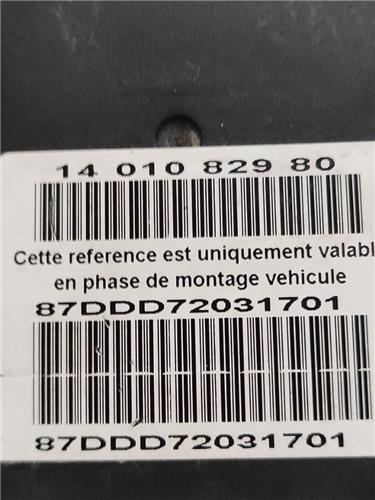 14 010 829 80
Cette reference est uniquement valabl
en phase de montage vehicule
87DDD72031701
87DDD72031701